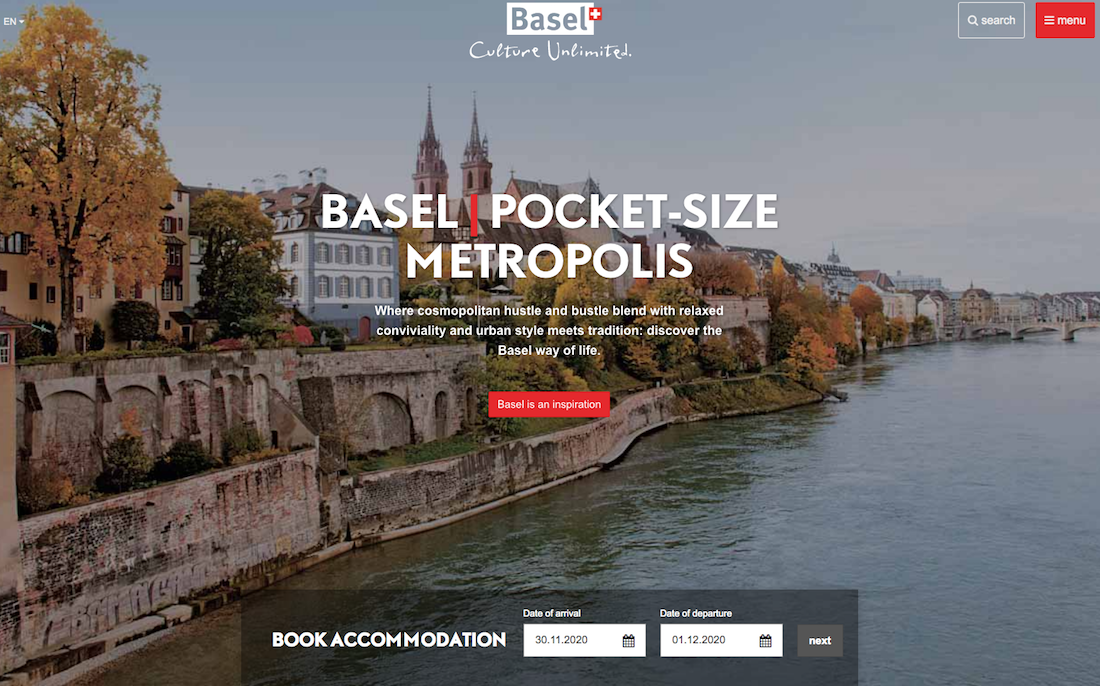 EN
Basel
Culture Unlimited.
search
menu
BASEL | POCKET-SIZE
METROPOLIS
Where cosmopolitan hustle and bustle blend with relaxed
conviviality and urban style meets tradition: discover the
Basel way of life.
Basel is an inspiration
BOOK ACCOMMODATION
Date of arrival
30.11.2020
Date of departure
01.12.2020
next